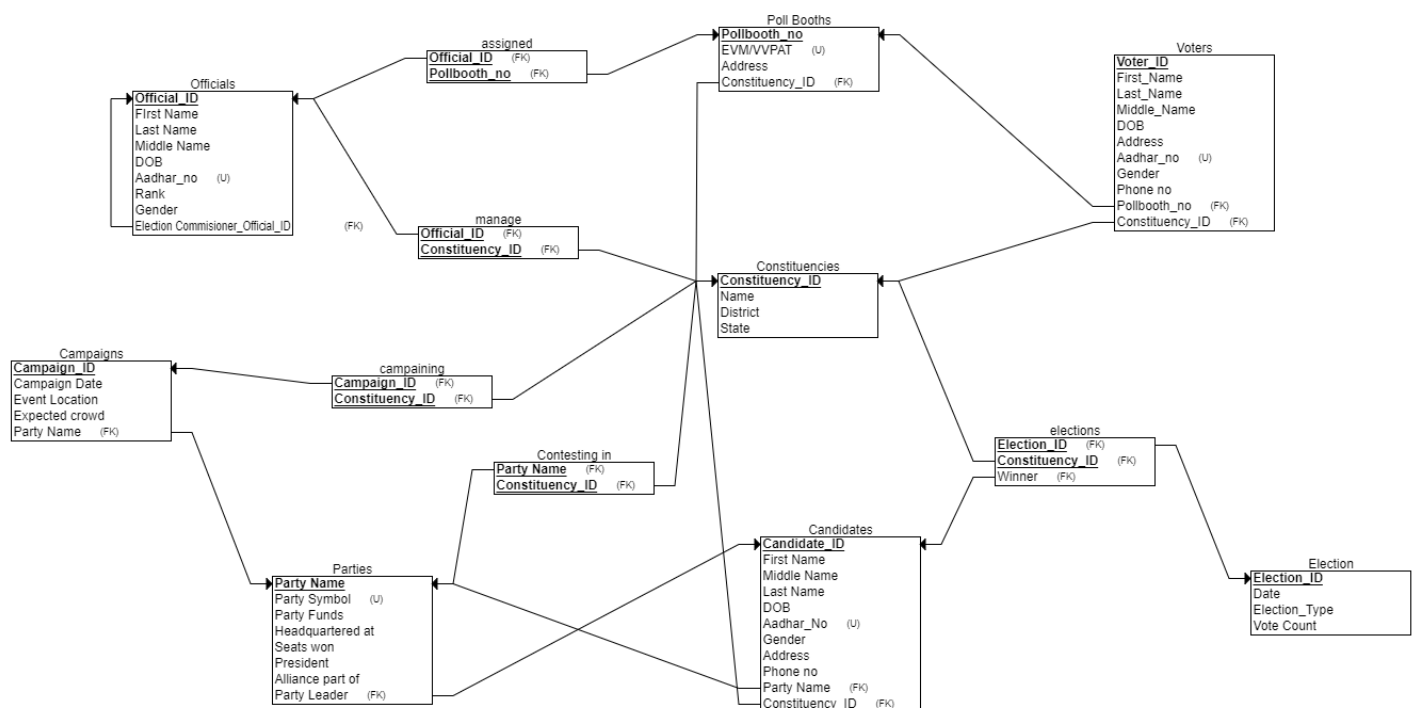 Poll Booths
Pollbooth_no
EVM/VVPAT (U)
Address
Constituency_ID (FK)
assigned
Official_ID (FK)
Pollbooth_no (FK)
Voters
Voter_ID
First_Name
Last_Name
Middle_Name
DOB
Address
Aadhar_no (U)
Gender
Phone no
Pollbooth_no (FK)
Constituency_ID (FK)
Officials
Official_ID
First Name
Last Name
Middle Name
DOB
Aadhar_no (U)
Rank
Gender
Election Commisioner_Official_ID (FK)
manage
Official_ID (FK)
Constituency_ID (FK)
Constituencies
Constituency_ID
Name
District
State
Campaigns
Campaign_ID
Campaign Date
Event Location
Expected crowd
Party Name (FK)
campaining
Campaign_ID (FK)
Constituency_ID (FK)
Contesting in
Party Name (FK)
Constituency_ID (FK)
elections
Election_ID (FK)
Constituency_ID (FK)
Winner (FK)
Parties
Party Name
Party Symbol (U)
Party Funds
Headquartered at
Seats won
President
Alliance part of
Party Leader (FK)
Candidates
Candidate_ID
First Name
Middle Name
Last Name
DOB
Aadhar_No (U)
Gender
Address
Phone no
Party Name (FK)
Constituency_ID (FK)
Election
Election_ID
Date
Election_Type
Vote Count